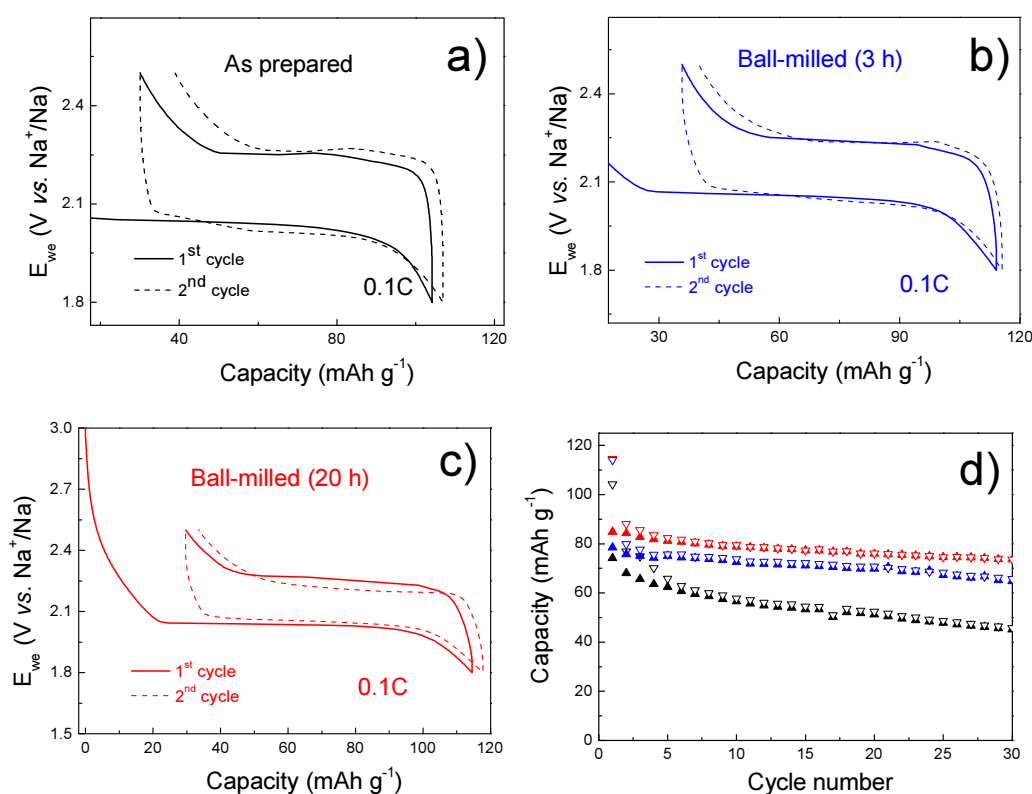 a)
As prepared
E_we (V vs. Na⁺/Na)
2.4
2.1
1.8
1ˢᵗ cycle
2ⁿᵈ cycle
0.1C
40 80 120
Capacity (mAh g⁻¹)
b)
Ball-milled (3 h)
E_we (V vs. Na⁺/Na)
2.4
2.1
1.8
1ˢᵗ cycle
2ⁿᵈ cycle
0.1C
30 60 90 120
Capacity (mAh g⁻¹)
c)
Ball-milled (20 h)
E_we (V vs. Na⁺/Na)
3.0
2.7
2.4
2.1
1.8
1.5
1ˢᵗ cycle
2ⁿᵈ cycle
0.1C
0 20 40 60 80 100 120
Capacity (mAh g⁻¹)
d)
Capacity (mAh g⁻¹)
120
100
80
60
40
20
0
0 5 10 15 20 25 30
Cycle number